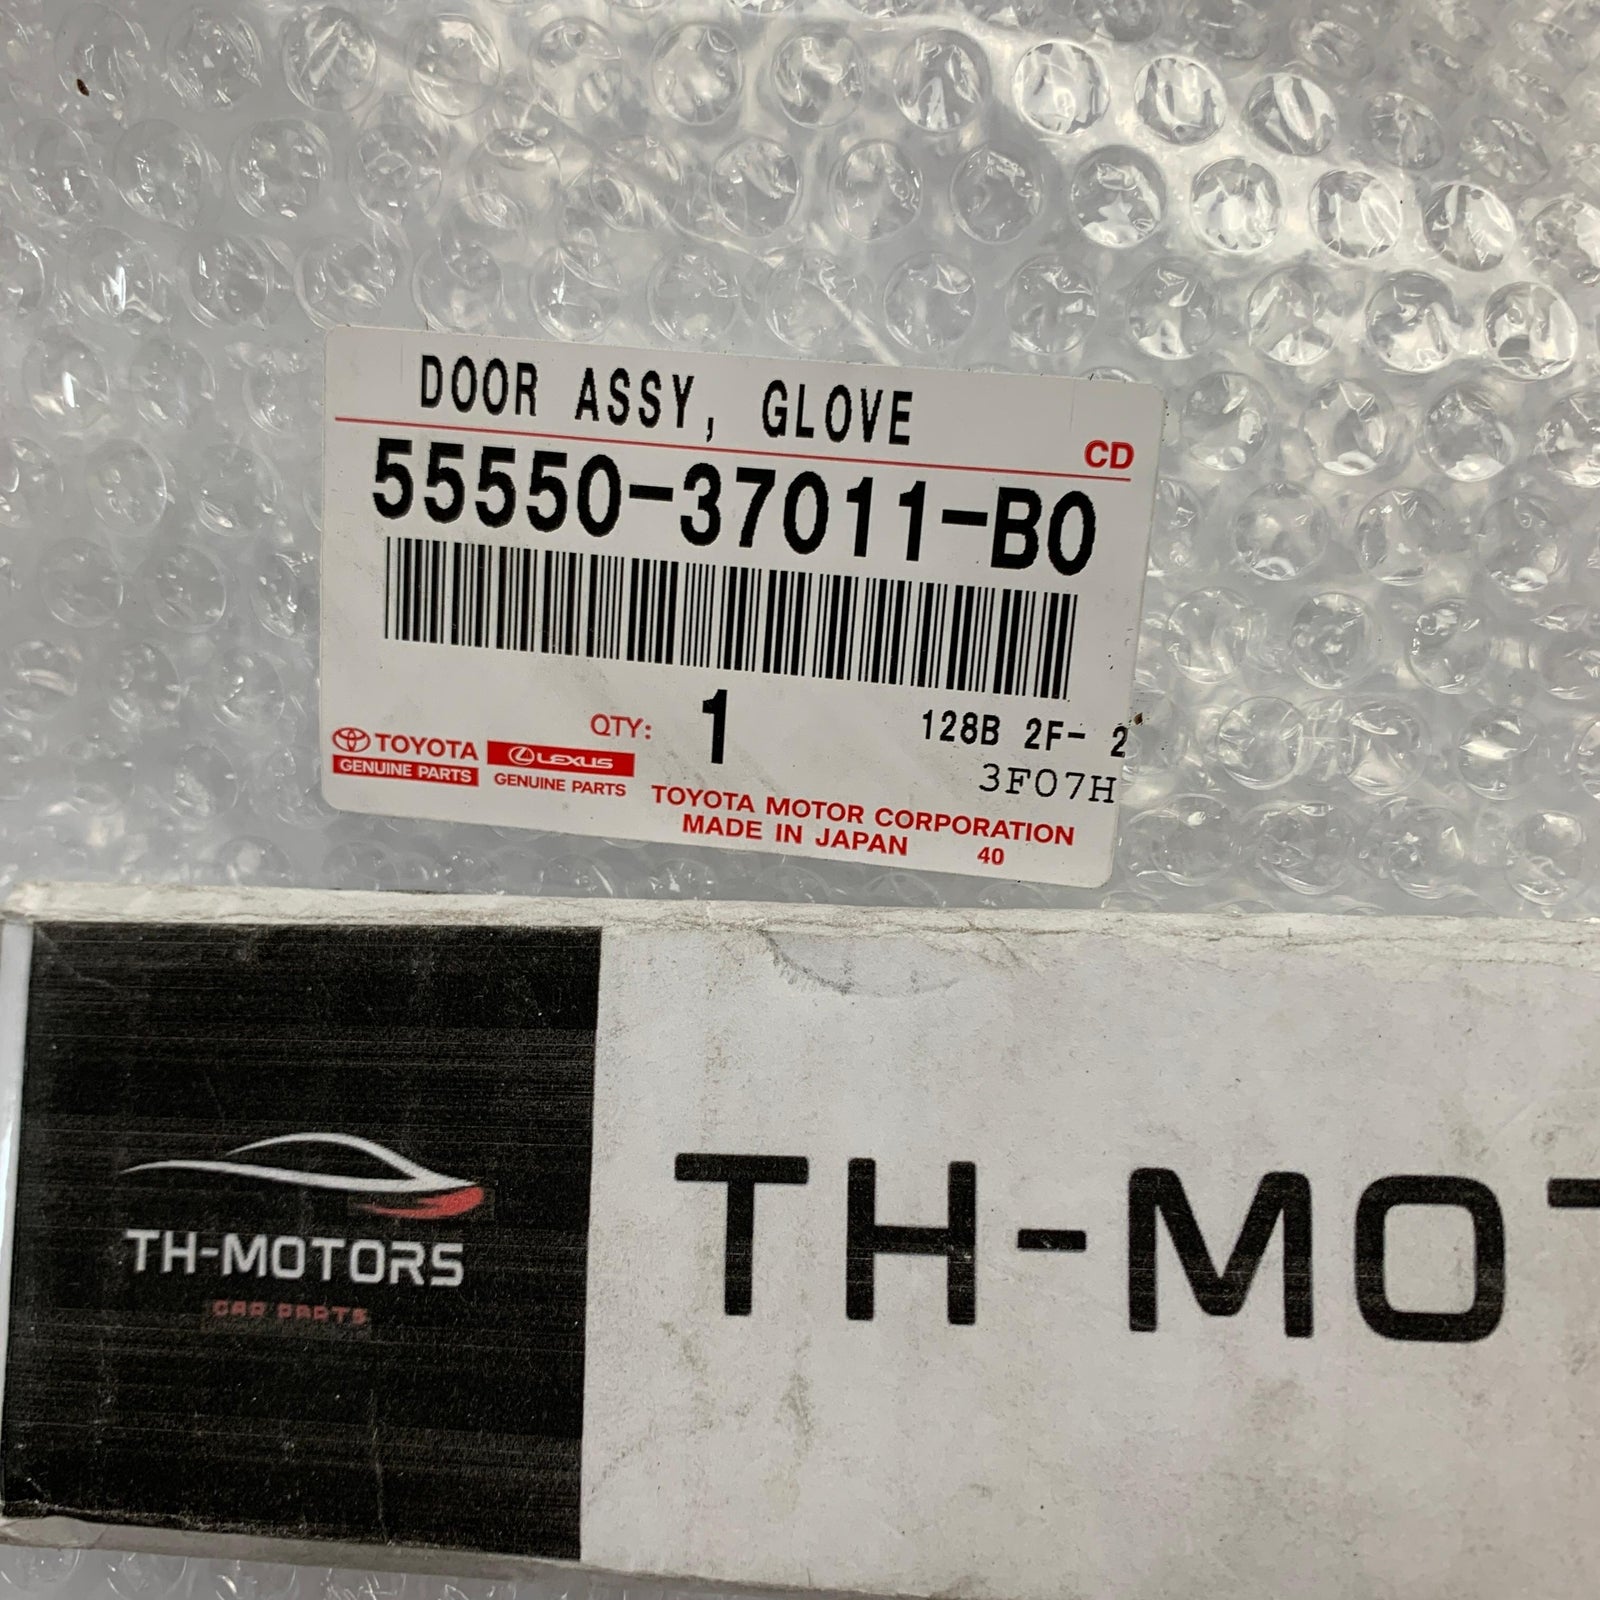 DOOR ASSY, GLOVE
CD
55550-37011-B0
QTY: 1
128B 2F- 2
3F07H
TOYOTA
GENUINE PARTS
LEXUS
GENUINE PARTS
TOYOTA MOTOR CORPORATION
MADE IN JAPAN 40
TH-MOTORS
CAR PARTS
TH-MOT